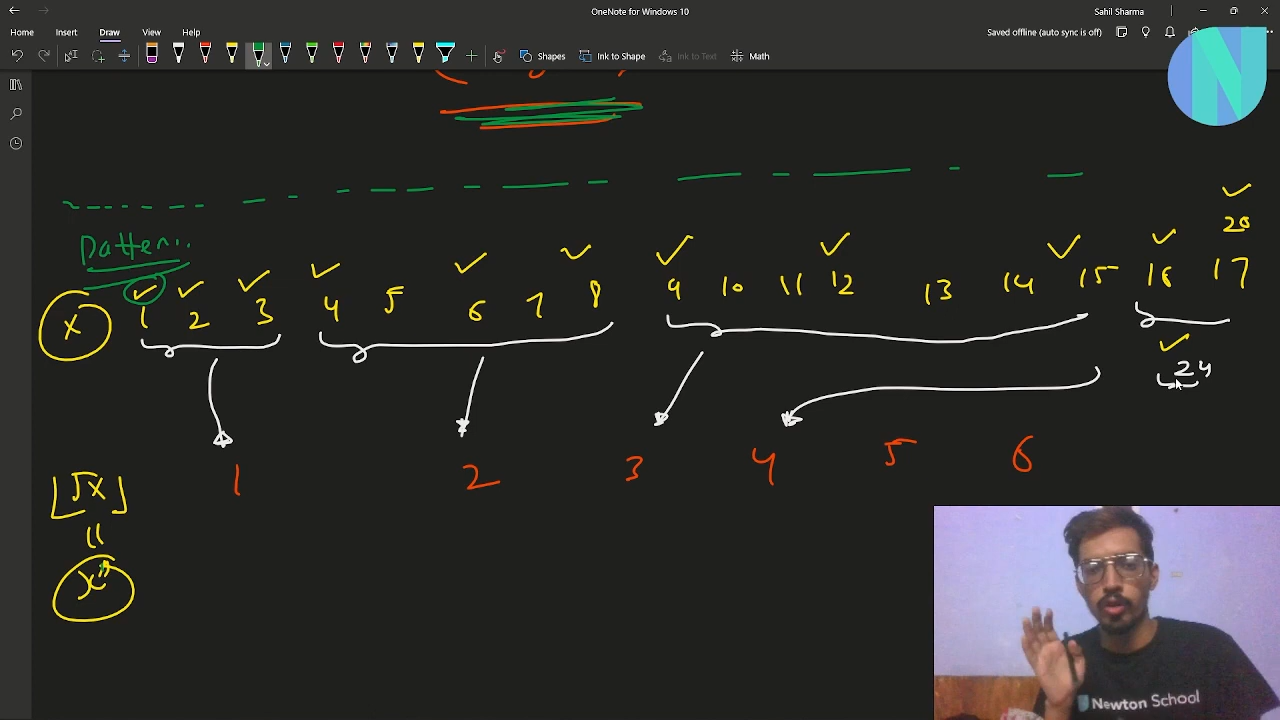 OneNote for Windows 10
Sahil Sharma
Home Insert Draw View Help
Saved offline (auto sync is off)
Shapes Ink to Shape Ink to Text Math
Pattern..
20
X 1 2 3 4 5 6 7 8 9 10 11 12 13 14 15 16 17
24
1 2 3 4 5 6
⌊√x⌋
=
Newton School